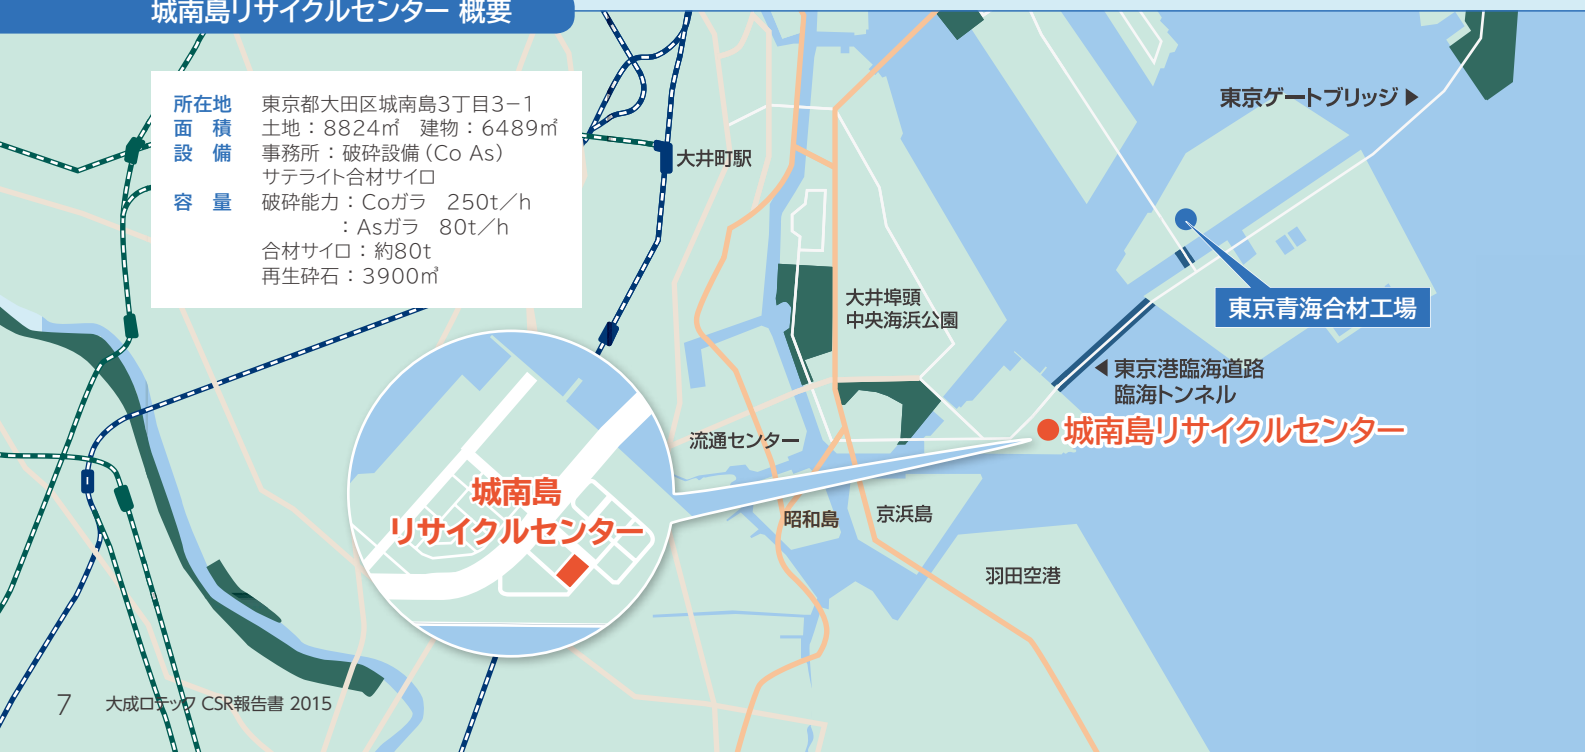 城南島リサイクルセンター 概要
所在地　東京都大田区城南島3丁目3−1
面　積　土地：8824㎡　建物：6489㎡
設　備　事務所：破砕設備（Co As）
サテライト合材サイロ
容　量　破砕能力：Coガラ　250t／h
：Asガラ　80t／h
合材サイロ：約80t
再生砕石：3900㎡
大井町駅
東京ゲートブリッジ▶
大井埠頭
中央海浜公園
東京青海合材工場
◀東京港臨海道路
臨海トンネル
城南島リサイクルセンター
流通センター
城南島
リサイクルセンター
昭和島
京浜島
羽田空港
7　大成ロテック CSR報告書 2015